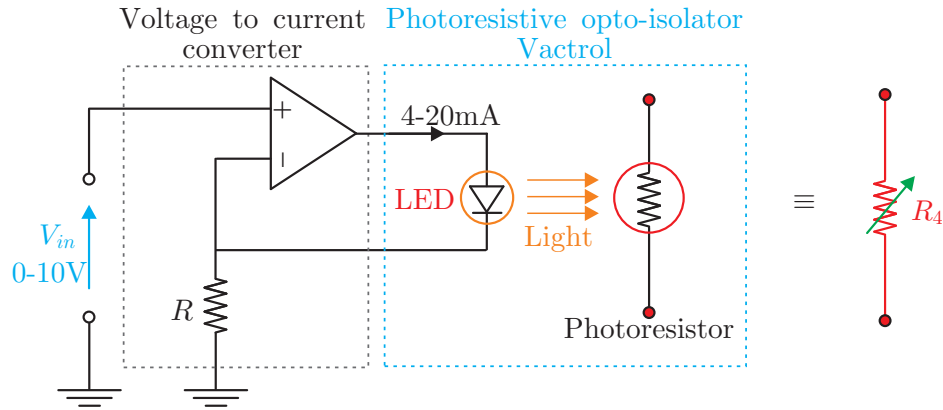 Voltage to current
converter
Photoresistive opto-isolator
Vactrol
4-20mA
+
-
LED
Light
V_in
0-10V
R
Photoresistor
≡
R_4